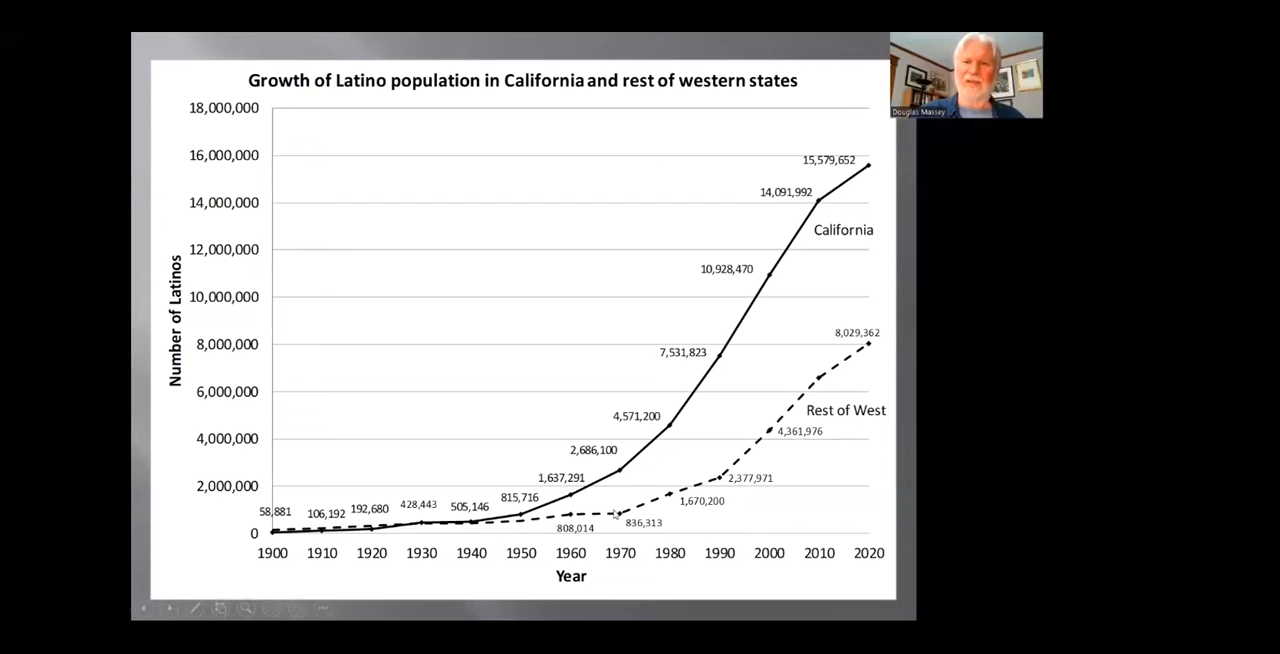 Growth of Latino population in California and rest of western states
Douglas Massey
18,000,000
16,000,000
14,000,000
12,000,000
10,000,000
8,000,000
6,000,000
4,000,000
2,000,000
0
Number of Latinos
15,579,652
14,091,992
California
10,928,470
8,029,362
7,531,823
Rest of West
4,571,200
4,361,976
2,686,100
2,377,971
1,637,291
1,670,200
58,881 106,192 192,680 428,443 505,146 815,716
808,014
836,313
1900 1910 1920 1930 1940 1950 1960 1970 1980 1990 2000 2010 2020
Year